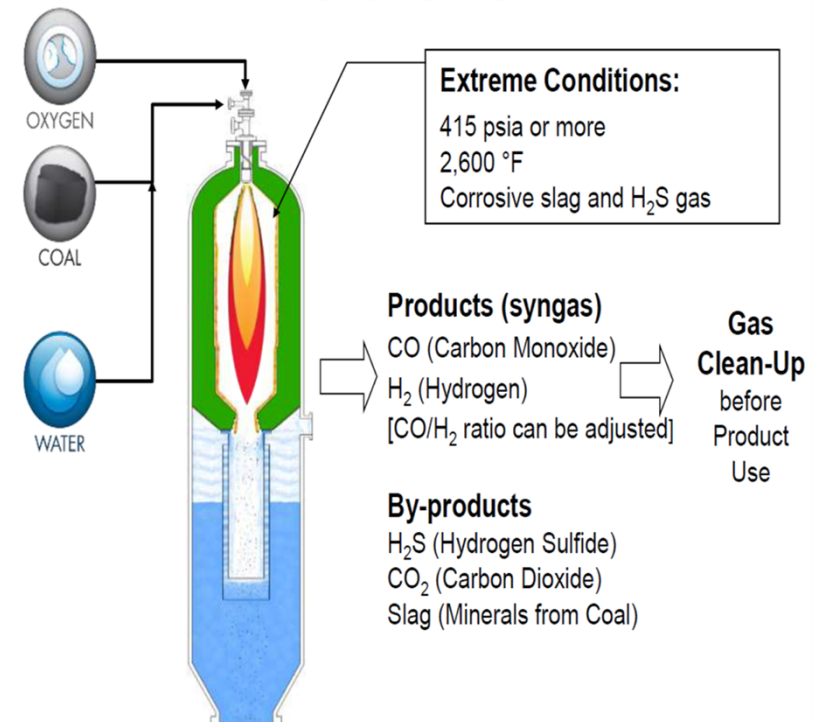 OXYGEN
COAL
WATER
Extreme Conditions:
415 psia or more
2,600 °F
Corrosive slag and H₂S gas
Products (syngas)
CO (Carbon Monoxide)
H₂ (Hydrogen)
[CO/H₂ ratio can be adjusted]
Gas
Clean-Up
before
Product
Use
By-products
H₂S (Hydrogen Sulfide)
CO₂ (Carbon Dioxide)
Slag (Minerals from Coal)